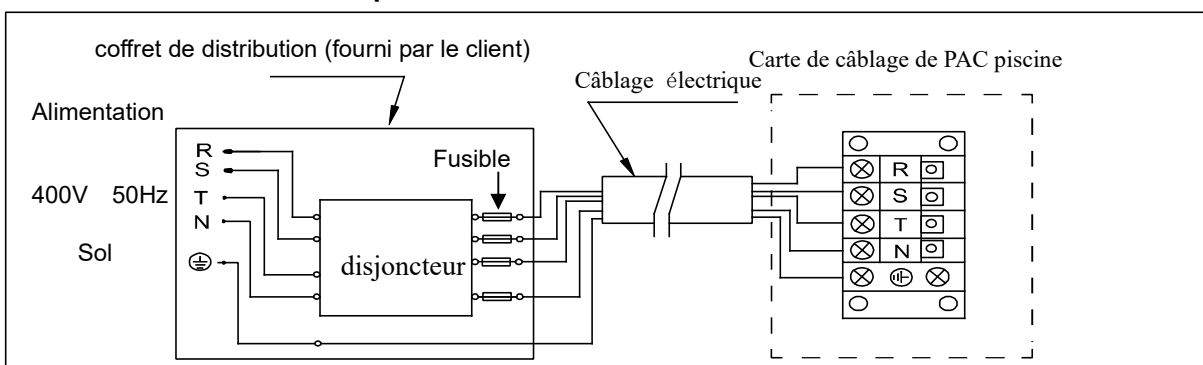 coffret de distribution (fourni par le client)
Carte de câblage de PAC piscine
Câblage électrique
Alimentation
R
S
Fusible
400V 50Hz
T
N
Sol
disjoncteur
R
S
T
N